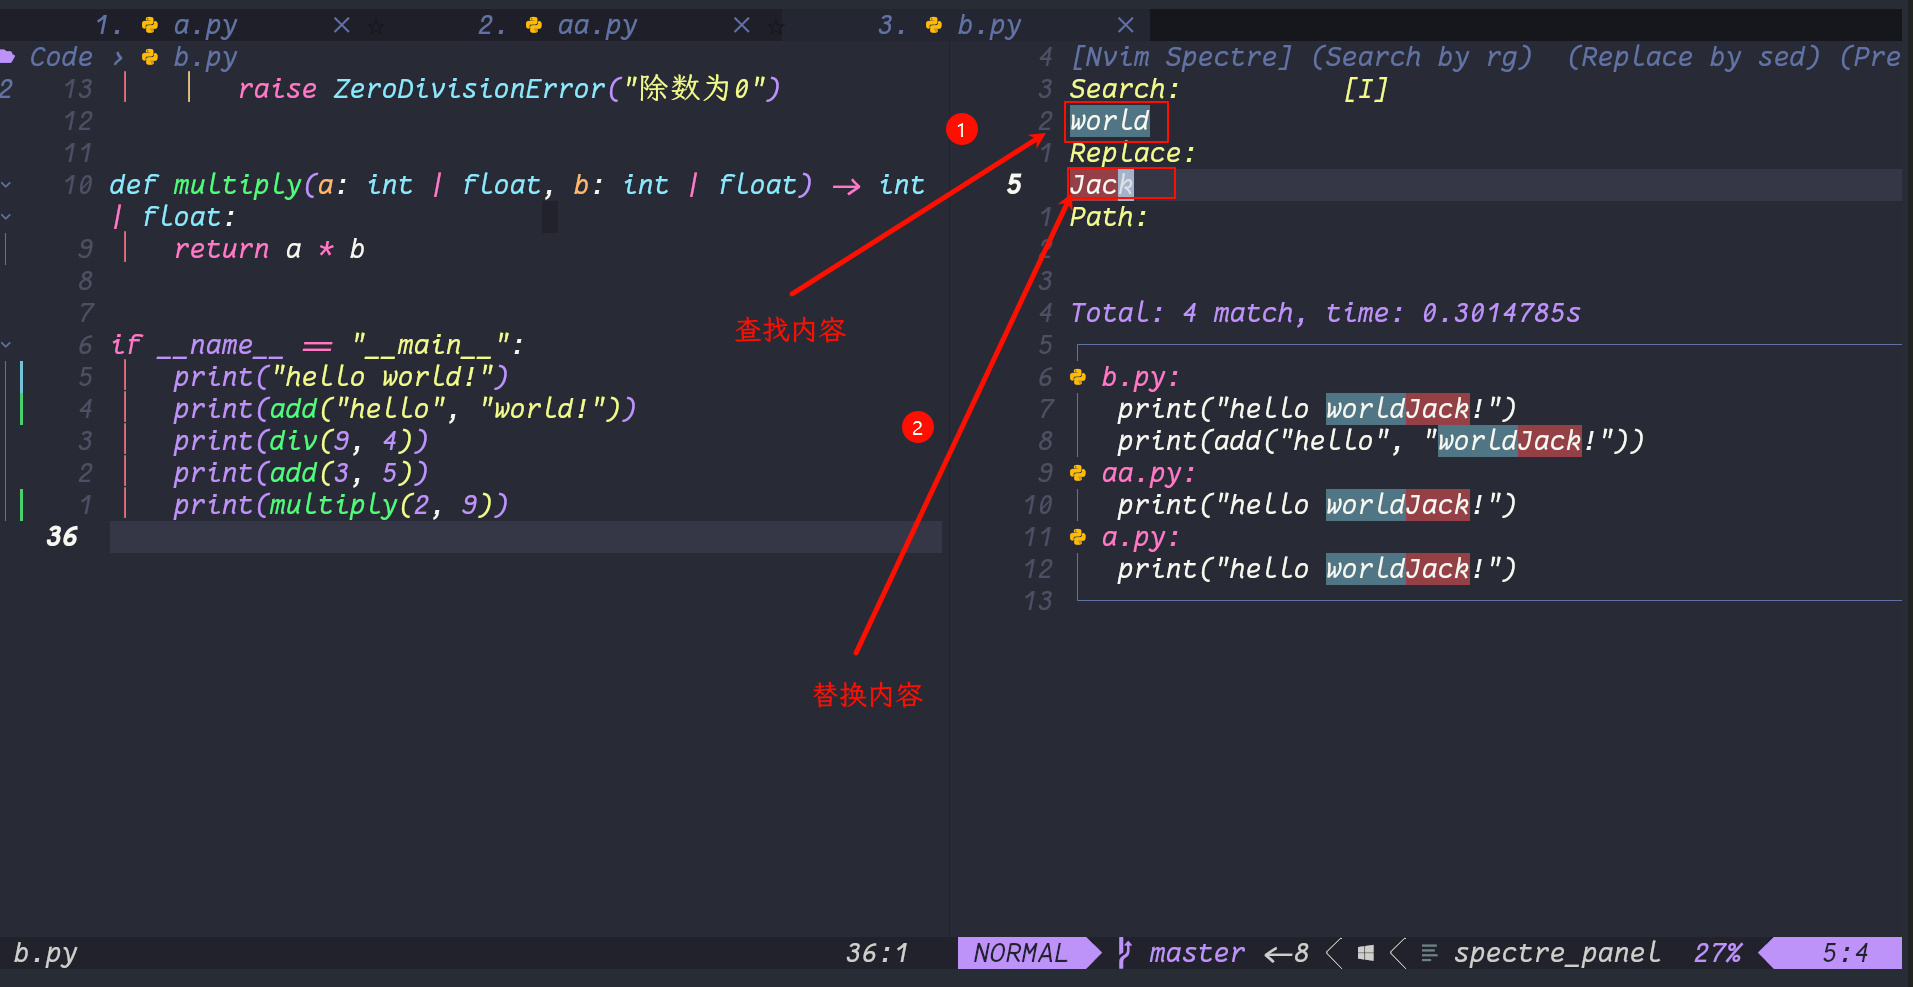 1. a.py × ☆ 2. aa.py × ☆ 3. b.py ×
Code › b.py
2 13 raise ZeroDivisionError("除数为0")
12
11
10 def multiply(a: int | float, b: int | float) -> int
| float:
9 return a * b
8
7
6 if __name__ == "__main__":
5 print("hello world!")
4 print(add("hello", "world!"))
3 print(div(9, 4))
2 print(add(3, 5))
1 print(multiply(2, 9))
36
4 [Nvim Spectre] (Search by rg) (Replace by sed) (Pre
3 Search: [I]
2 world
1 Replace:
5 Jack
1 Path:
2
3
4 Total: 4 match, time: 0.3014785s
5
6 b.py:
7 print("hello worldJack!")
8 print(add("hello", "worldJack!"))
9 aa.py:
10 print("hello worldJack!")
11 a.py:
12 print("hello worldJack!")
13
1
查找内容
2
替换内容
b.py 36:1
NORMAL master ←8 spectre_panel 27% 5:4